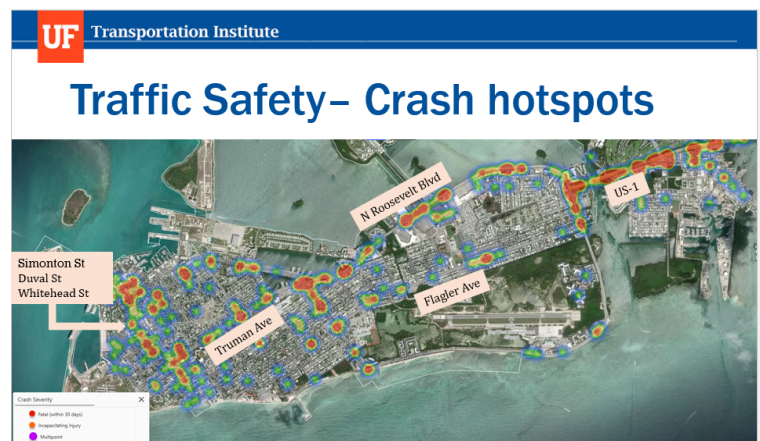 UF Transportation Institute
Traffic Safety– Crash hotspots
N Roosevelt Blvd
US-1
Simonton St
Duval St
Whitehead St
Flagler Ave
Truman Ave
Crash Severity
Fatal (within 30 days)
Incapacitating Injury
Multipoint